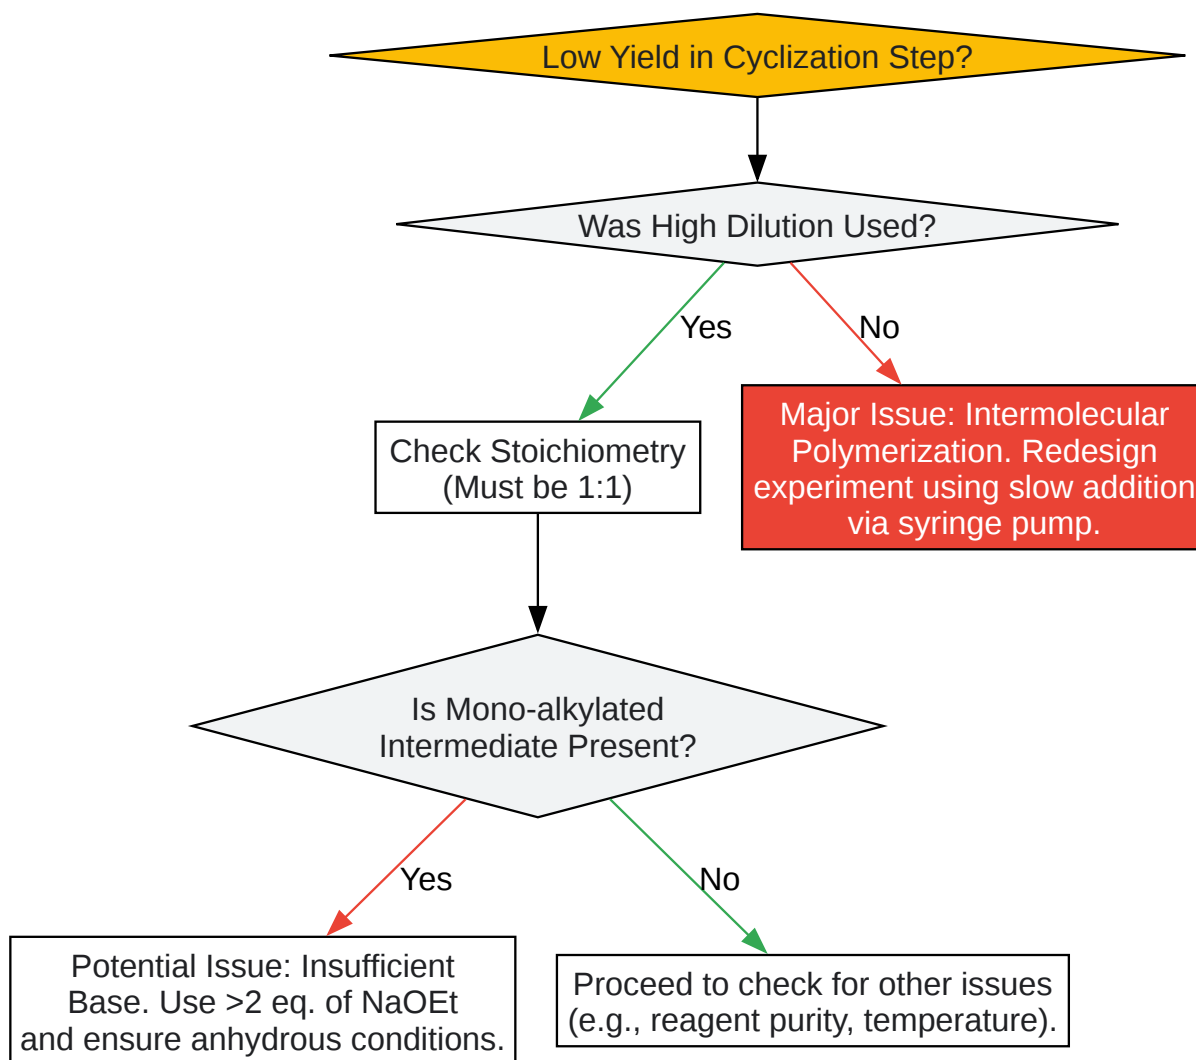 Low Yield in Cyclization Step?
Was High Dilution Used?
Yes
No
Check Stoichiometry
(Must be 1:1)
Major Issue: Intermolecular
Polymerization. Redesign
experiment using slow addition
via syringe pump.
Is Mono-alkylated
Intermediate Present?
Yes
No
Potential Issue: Insufficient
Base. Use >2 eq. of NaOEt
and ensure anhydrous conditions.
Proceed to check for other issues
(e.g., reagent purity, temperature).